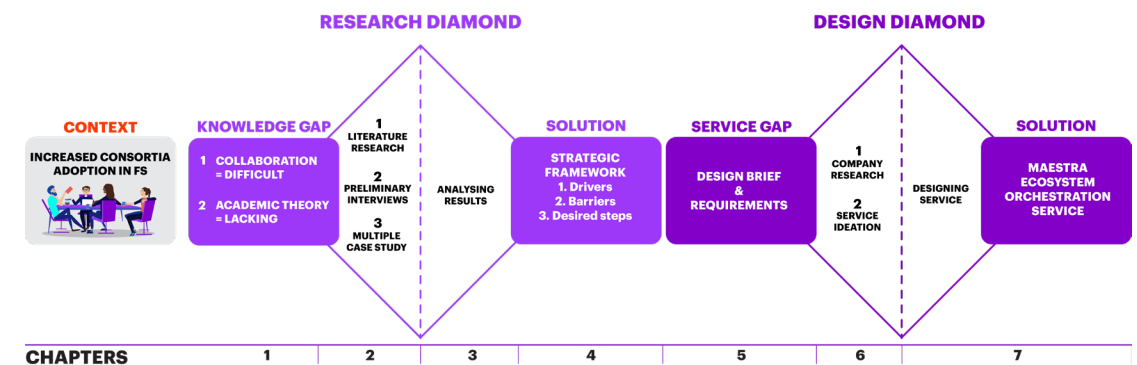 RESEARCH DIAMOND
DESIGN DIAMOND
CONTEXT
INCREASED CONSORTIA
ADOPTION IN FS
KNOWLEDGE GAP
1 COLLABORATION
= DIFFICULT
2 ACADEMIC THEORY
= LACKING
1
LITERATURE
RESEARCH
2
PRELIMINARY
INTERVIEWS
3
MULTIPLE
CASE STUDY
ANALYSING
RESULTS
SOLUTION
STRATEGIC
FRAMEWORK
1. Drivers
2. Barriers
3. Desired steps
SERVICE GAP
DESIGN BRIEF
&
REQUIREMENTS
1
COMPANY
RESEARCH
2
SERVICE
IDEATION
DESIGNING
SERVICE
SOLUTION
MAESTRA
ECOSYSTEM
ORCHESTRATION
SERVICE
CHAPTERS 1 2 3 4 5 6 7